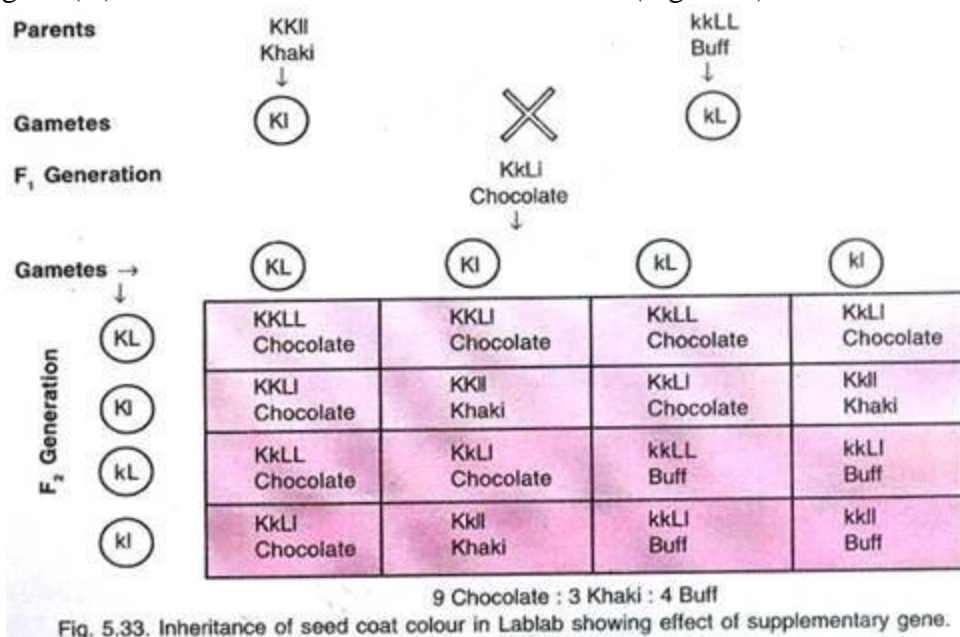 Parents
KKll
Khaki
↓
kkLL
Buff
↓
Gametes
Kl
kL
F₁ Generation
KkLi
Chocolate
↓
Gametes →
↓
KL Kl kL kl
F₂ Generation
KL
KKLL
Chocolate
KKLl
Chocolate
KkLL
Chocolate
KkLl
Chocolate
Kl
KKLl
Chocolate
KKll
Khaki
KkLl
Chocolate
Kkll
Khaki
kL
KkLL
Chocolate
KkLl
Chocolate
kkLL
Buff
kkLl
Buff
kl
KkLl
Chocolate
Kkll
Khaki
kkLl
Buff
kkll
Buff
9 Chocolate : 3 Khaki : 4 Buff
Fig. 5.33. Inheritance of seed coat colour in Lablab showing effect of supplementary gene.